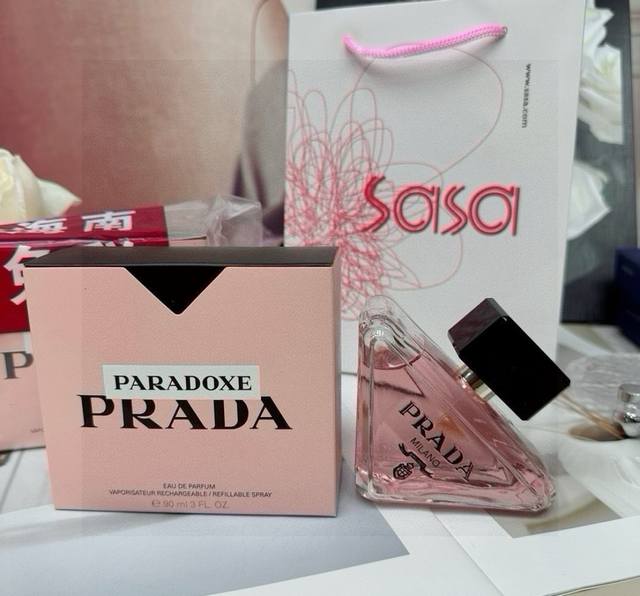 www.sasa.com
sasa
海南
免
P
PARADOXE
PRADA
EAU DE PARFUM
VAPORISATEUR RECHARGEABLE / REFILLABLE SPRAY
℮ 90 ml 3 FL. OZ.
PRADA
MILANO